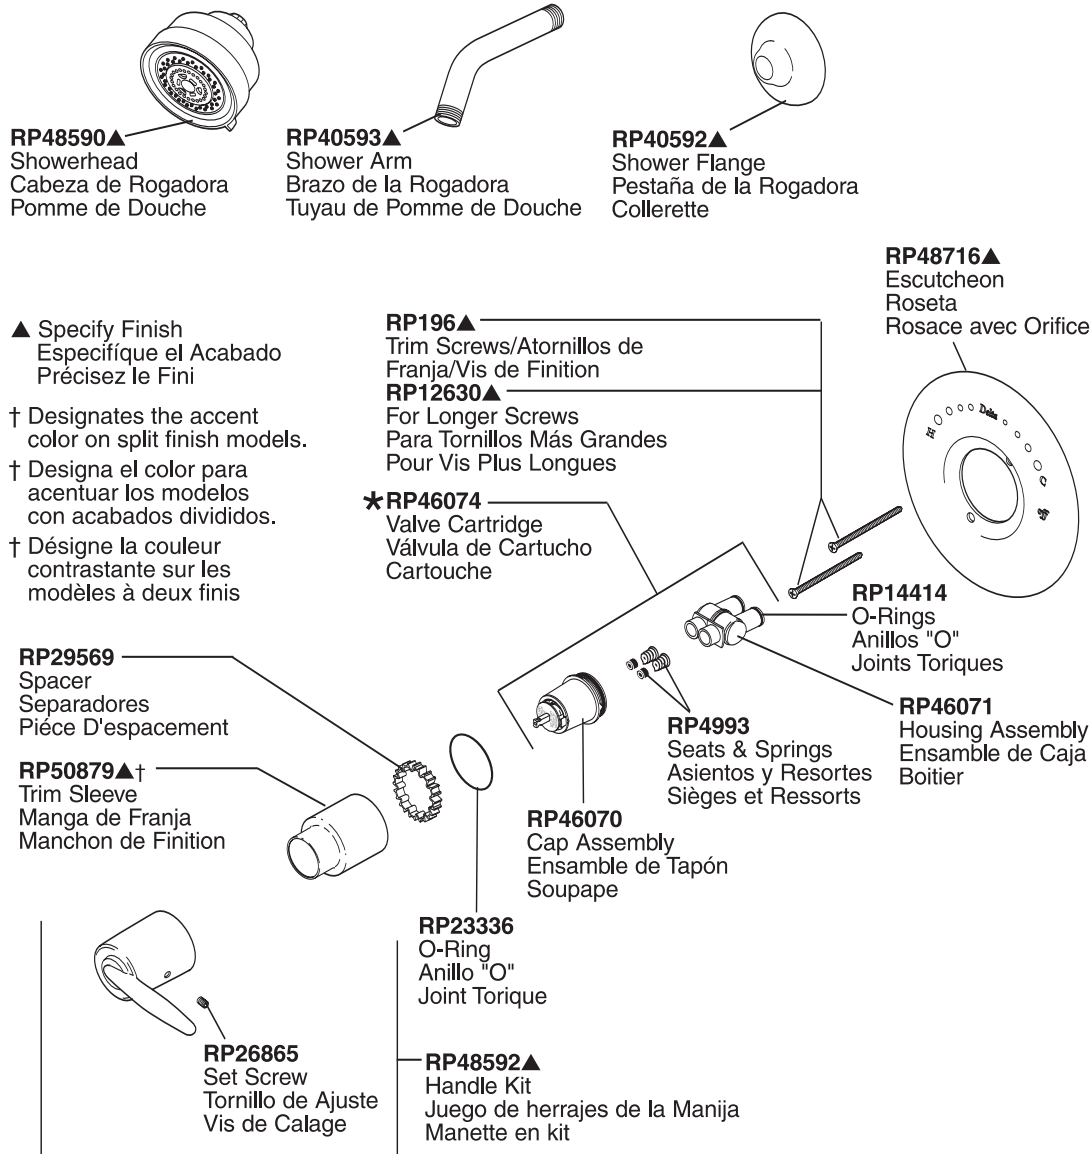 RP48590▲
Showerhead
Cabeza de Rogadora
Pomme de Douche
RP40593▲
Shower Arm
Brazo de la Rogadora
Tuyau de Pomme de Douche
RP40592▲
Shower Flange
Pestaña de la Rogadora
Collerette
RP48716▲
Escutcheon
Roseta
Rosace avec Orifice
▲ Specify Finish
Especifíque el Acabado
Précisez le Fini
† Designates the accent
color on split finish models.
† Designa el color para
acentuar los modelos
con acabados divididos.
† Désigne la couleur
contrastante sur les
modèles à deux finis
RP196▲
Trim Screws/Atornillos de
Franja/Vis de Finition
RP12630▲
For Longer Screws
Para Tornillos Más Grandes
Pour Vis Plus Longues
H Delta C
*RP46074
Valve Cartridge
Válvula de Cartucho
Cartouche
RP14414
O-Rings
Anillos "O"
Joints Toriques
RP29569
Spacer
Separadores
Piéce D'espacement
RP46071
Housing Assembly
Ensamble de Caja
Boitier
RP4993
Seats & Springs
Asientos y Resortes
Sièges et Ressorts
RP50879▲†
Trim Sleeve
Manga de Franja
Manchon de Finition
RP46070
Cap Assembly
Ensamble de Tapón
Soupape
RP23336
O-Ring
Anillo "O"
Joint Torique
RP26865
Set Screw
Tornillo de Ajuste
Vis de Calage
RP48592▲
Handle Kit
Juego de herrajes de la Manija
Manette en kit